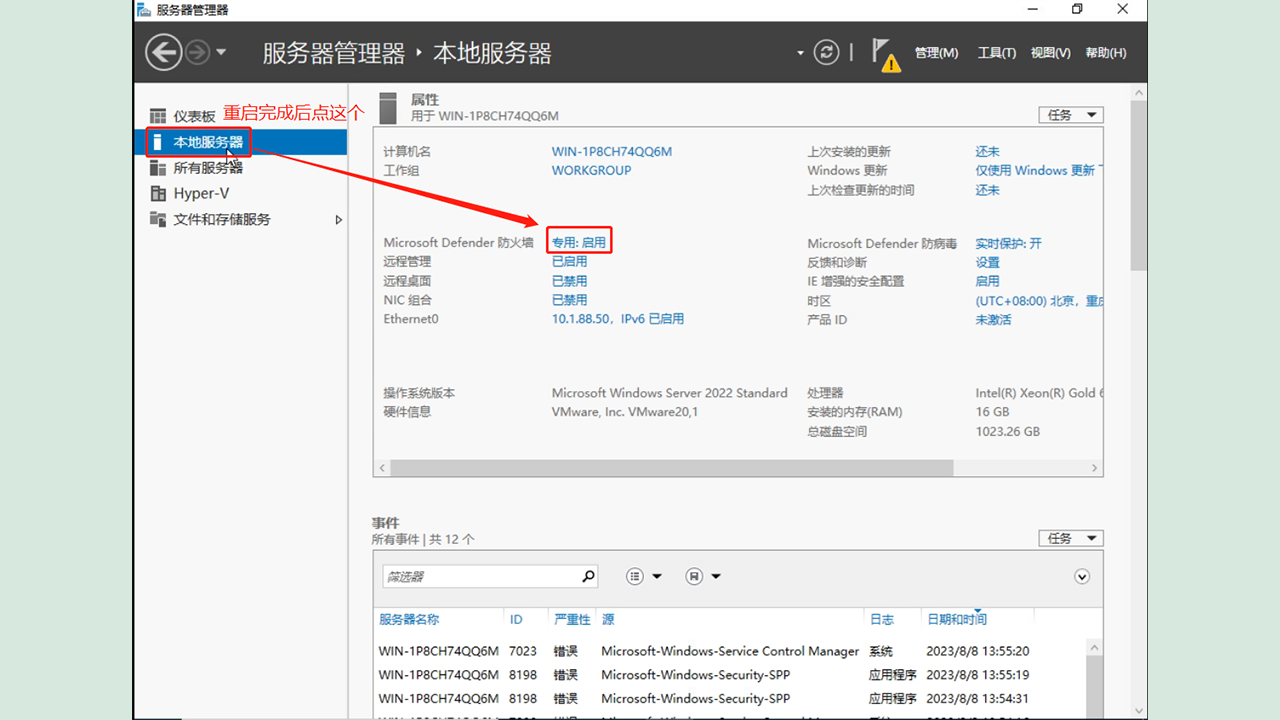 服务器管理器
服务器管理器 · 本地服务器
管理(M) 工具(T) 视图(V) 帮助(H)
仪表板
重启完成后点这个
本地服务器
所有服务器
Hyper-V
文件和存储服务
属性
用于 WIN-1P8CH74QQ6M
任务
计算机名 WIN-1P8CH74QQ6M 上次安装的更新 还未
工作组 WORKGROUP Windows 更新 仅使用 Windows 更新
上次检查更新的时间 还未
Microsoft Defender 防火墙 专用: 启用 Microsoft Defender 防病毒 实时保护: 开
远程管理 已启用 反馈和诊断 设置
远程桌面 已禁用 IE 增强的安全配置 启用
NIC 组合 已禁用 时区 (UTC+08:00) 北京，重庆
Ethernet0 10.1.88.50，IPv6 已启用 产品 ID 未激活
操作系统版本 Microsoft Windows Server 2022 Standard 处理器 Intel(R) Xeon(R) Gold 6
硬件信息 VMware, Inc. VMware20,1 安装的内存(RAM) 16 GB
总磁盘空间 1023.26 GB
事件
所有事件 | 共 12 个
任务
筛选器
服务器名称 ID 严重性 源 日志 日期和时间
WIN-1P8CH74QQ6M 7023 错误 Microsoft-Windows-Service Control Manager 系统 2023/8/8 13:55:20
WIN-1P8CH74QQ6M 8198 错误 Microsoft-Windows-Security-SPP 应用程序 2023/8/8 13:55:19
WIN-1P8CH74QQ6M 8198 错误 Microsoft-Windows-Security-SPP 应用程序 2023/8/8 13:54:31